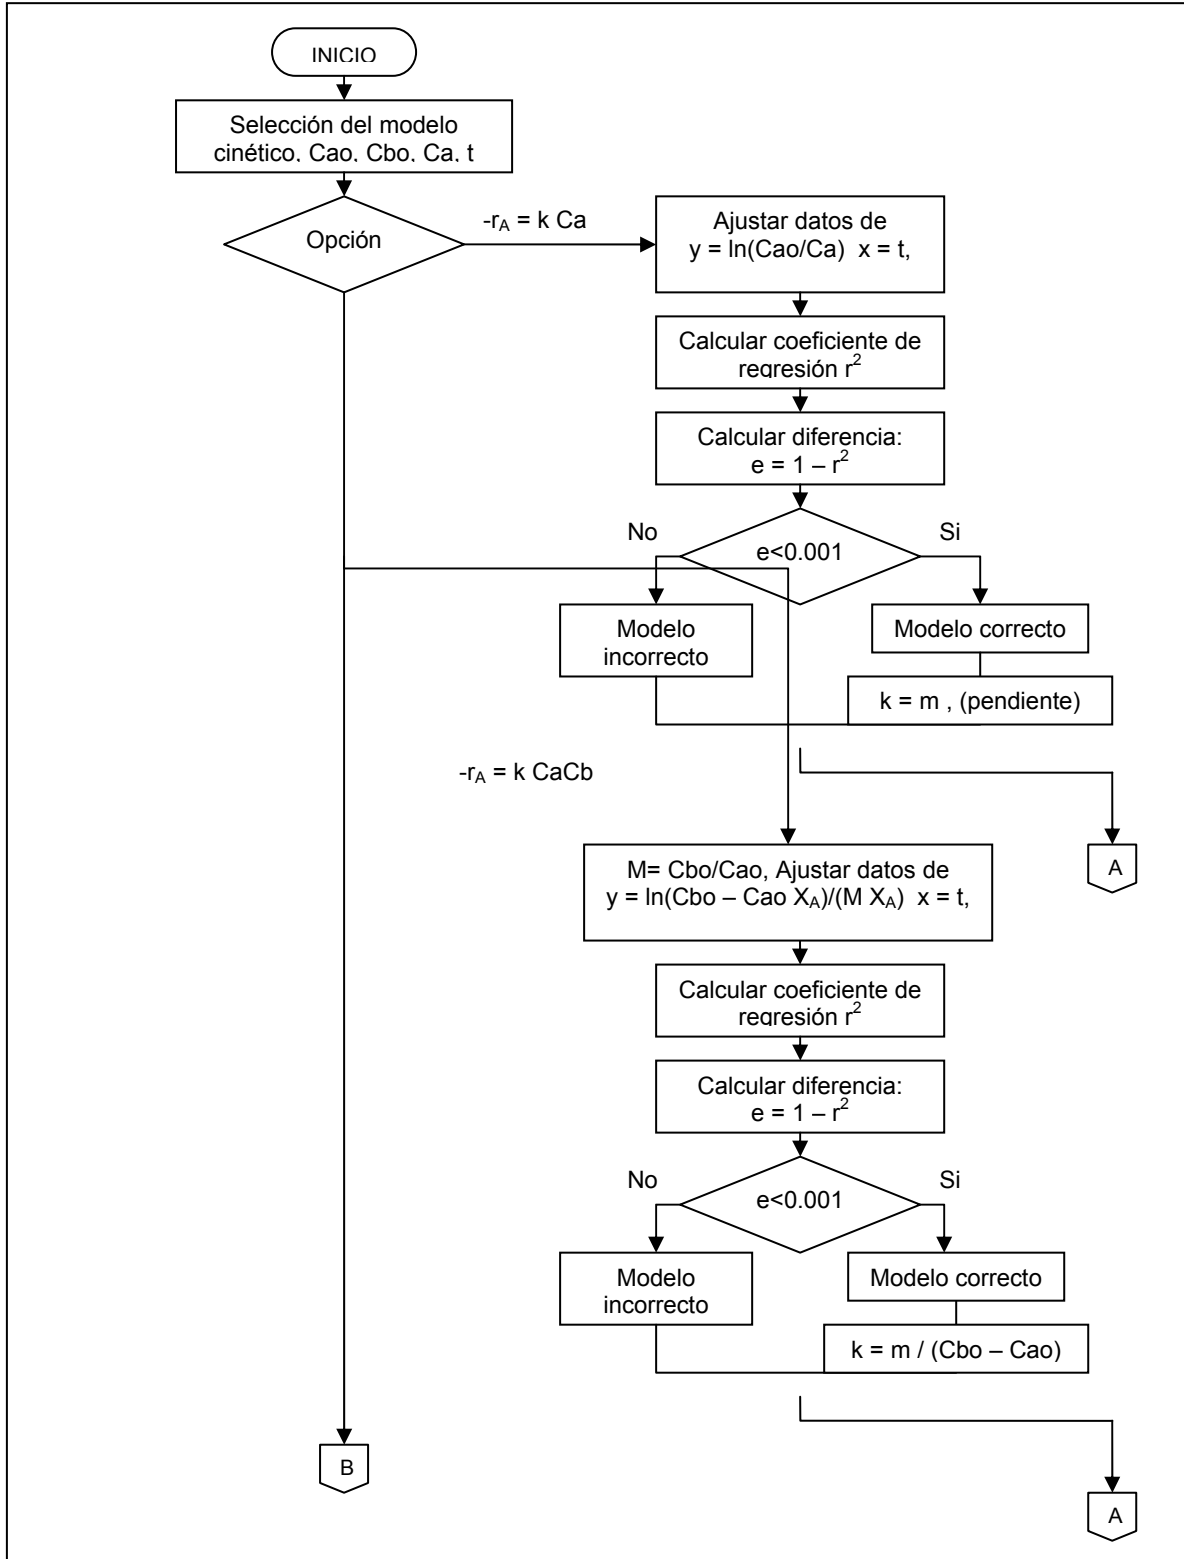 INICIO
Selección del modelo
cinético, Cao, Cbo, Ca, t
Opción
-rA = k Ca
Ajustar datos de
y = ln(Cao/Ca) x = t,
Calcular coeficiente de
regresión r²
Calcular diferencia:
e = 1 – r²
No
Si
e<0.001
Modelo
incorrecto
Modelo correcto
k = m , (pendiente)
-rA = k CaCb
A
M= Cbo/Cao, Ajustar datos de
y = ln(Cbo – Cao XA)/(M XA) x = t,
Calcular coeficiente de
regresión r²
Calcular diferencia:
e = 1 – r²
No
Si
e<0.001
Modelo
incorrecto
Modelo correcto
k = m / (Cbo – Cao)
B
A